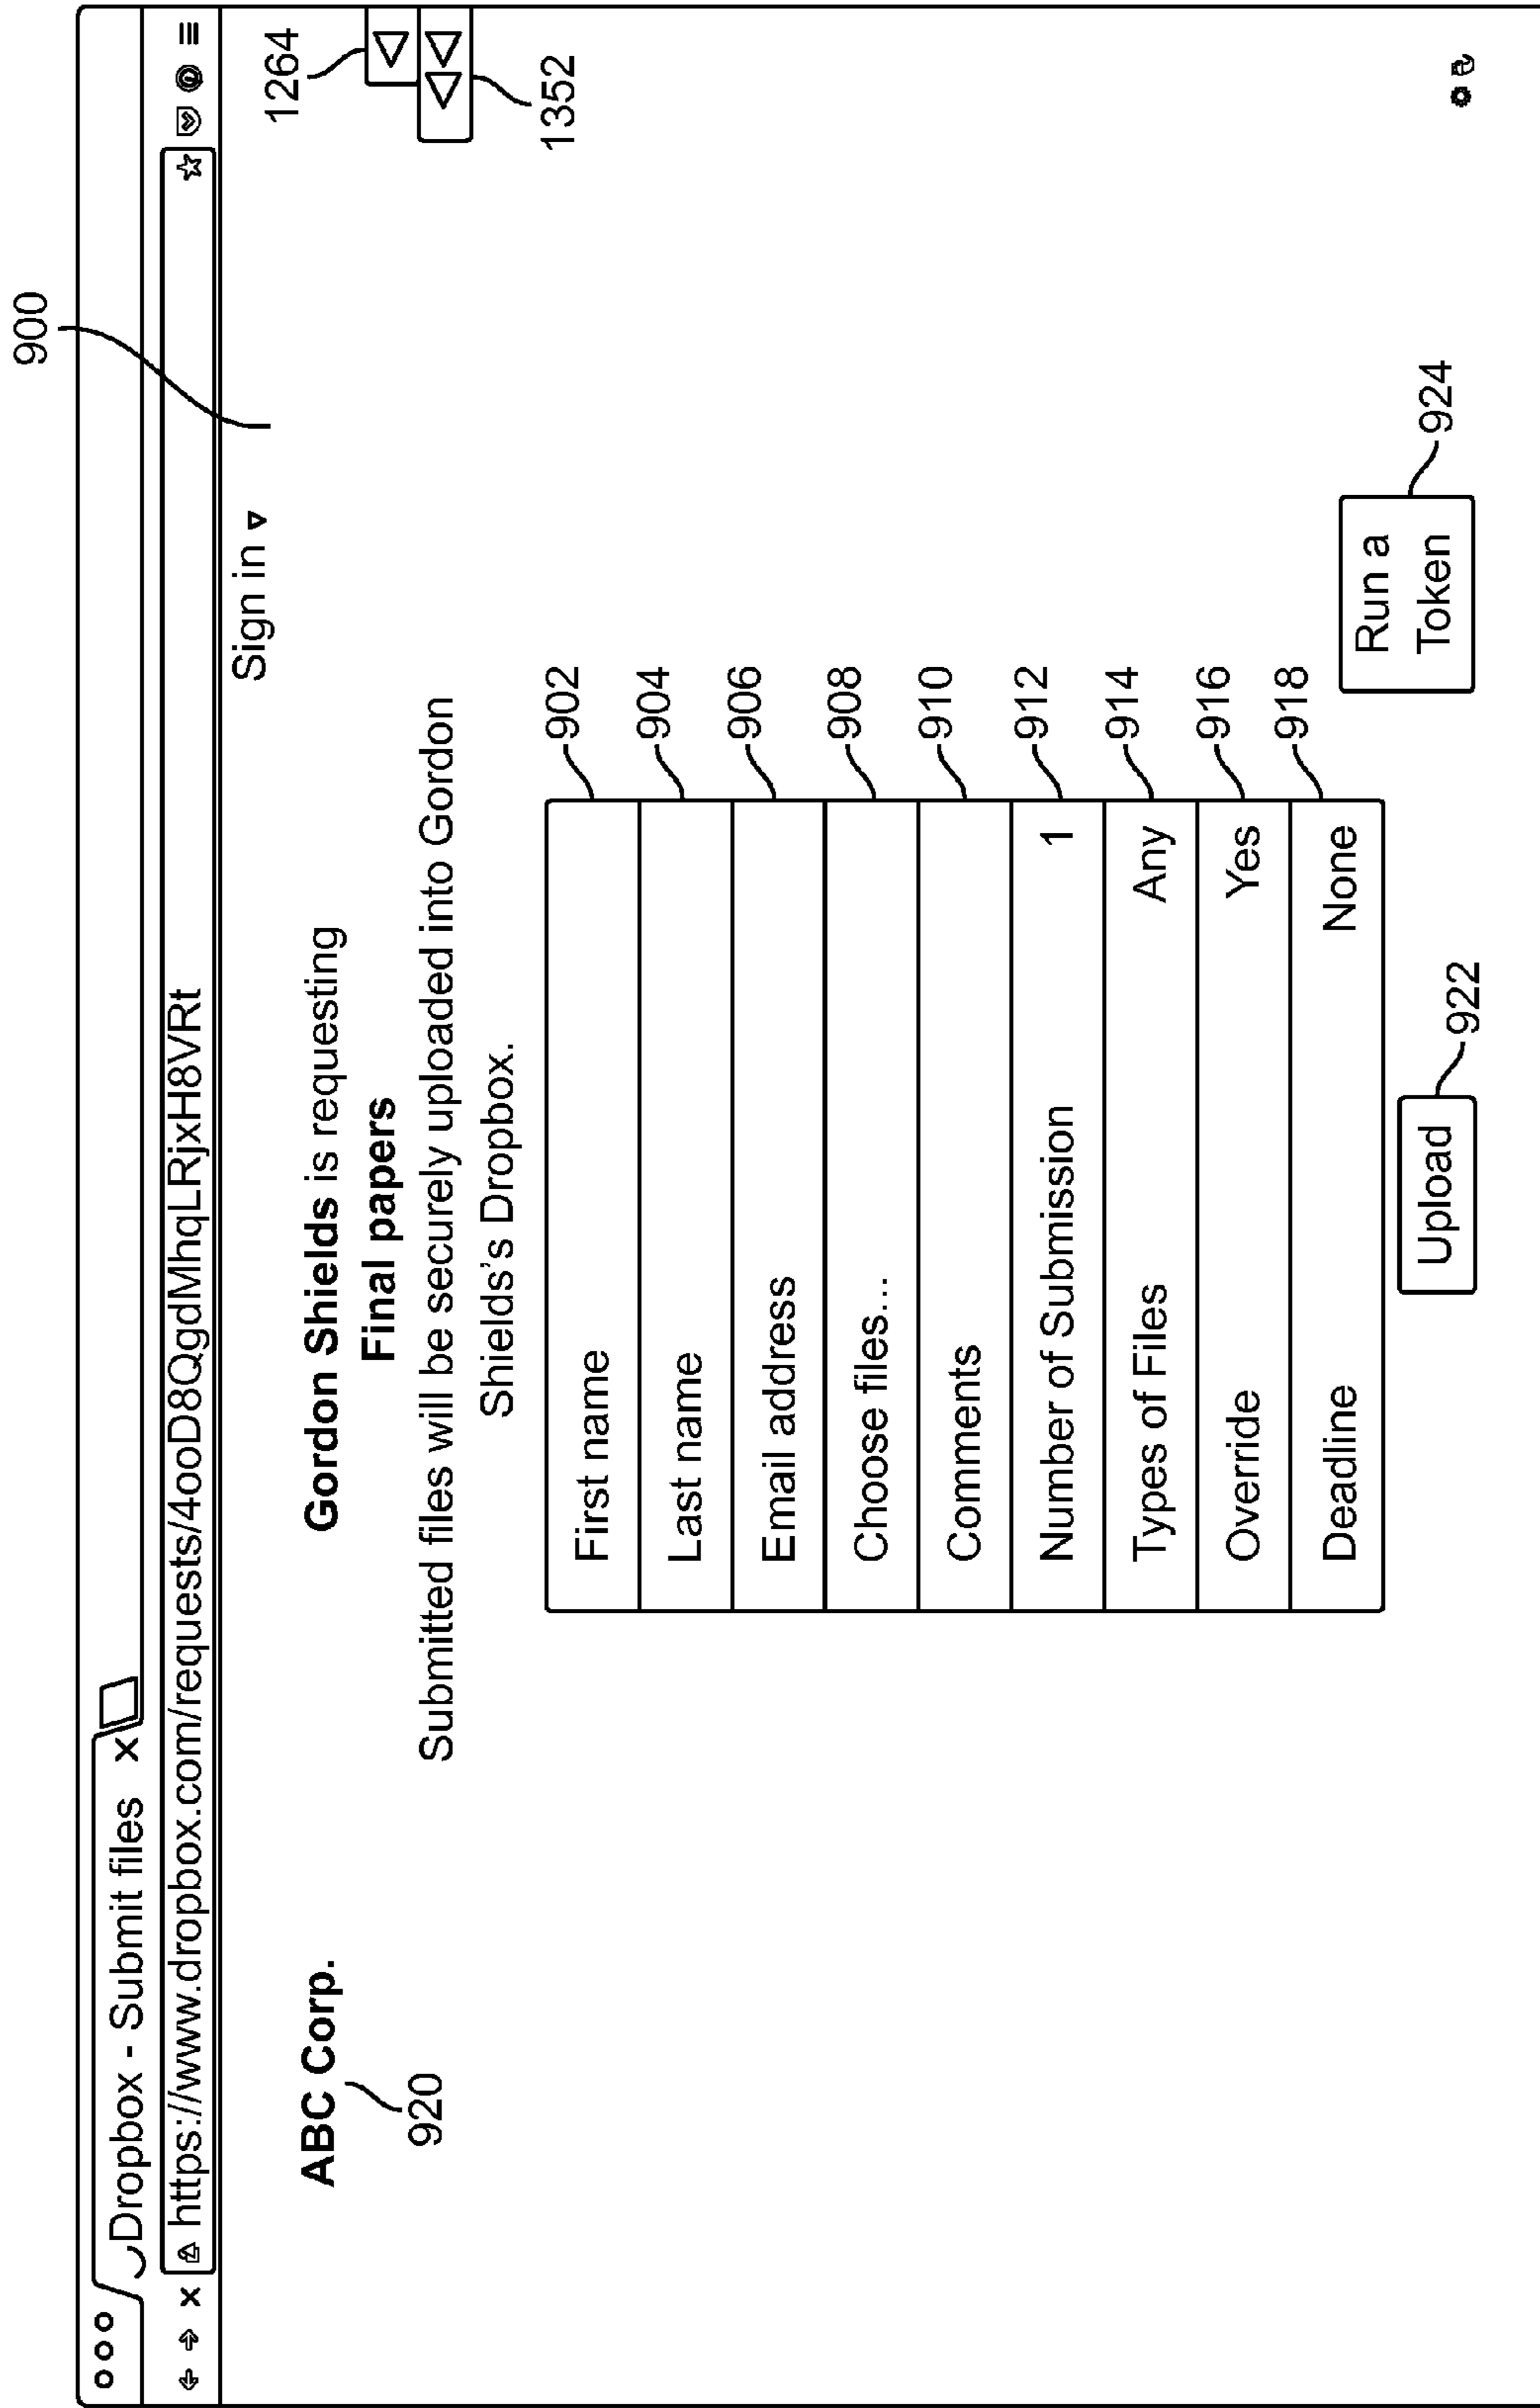 900
Dropbox - Submit files x
https://www.dropbox.com/requests/4ooD8QgdMhqLRjxH8VRt
Sign in
1264
1352
ABC Corp.
920
Gordon Shields is requesting
Final papers
Submitted files will be securely uploaded into Gordon
Shields's Dropbox.
First name 902
Last name 904
Email address 906
Choose files... 908
Comments 910
Number of Submission 1 912
Types of Files Any 914
Override Yes 916
Deadline None 918
Upload 922
Run a
Token
924